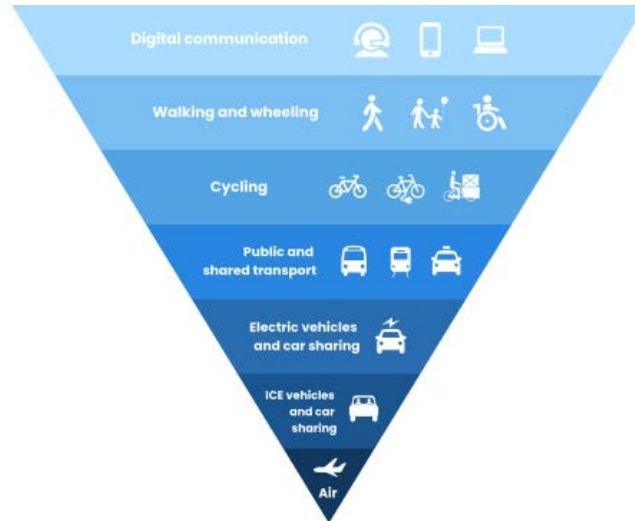 Digital communication
Walking and wheeling
Cycling
Public and
shared transport
Electric vehicles
and car sharing
ICE vehicles
and car
sharing
Air